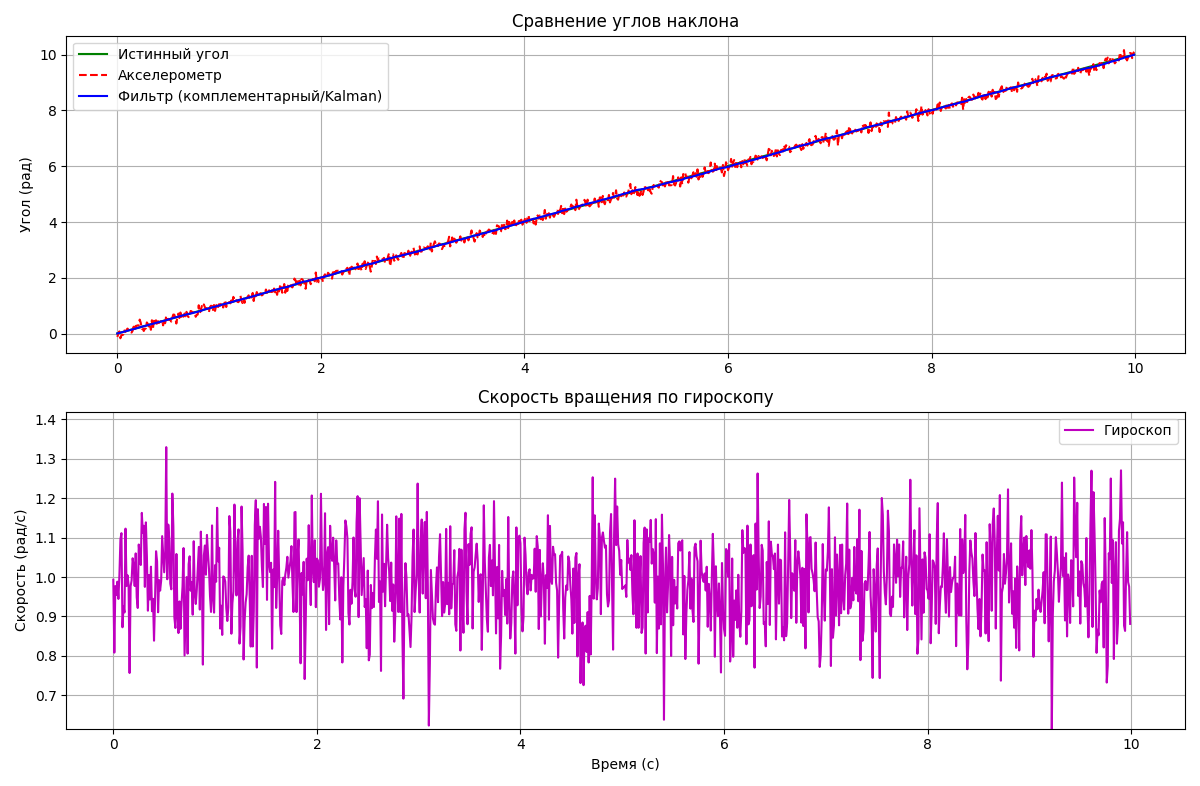 Сравнение углов наклона
Истинный угол
Акселерометр
Фильтр (комплементарный/Kalman)
Угол (рад)
10
8
6
4
2
0
0 2 4 6 8 10
Скорость вращения по гироскопу
Гироскоп
Скорость (рад/с)
1.4
1.3
1.2
1.1
1.0
0.9
0.8
0.7
0 2 4 6 8 10
Время (с)